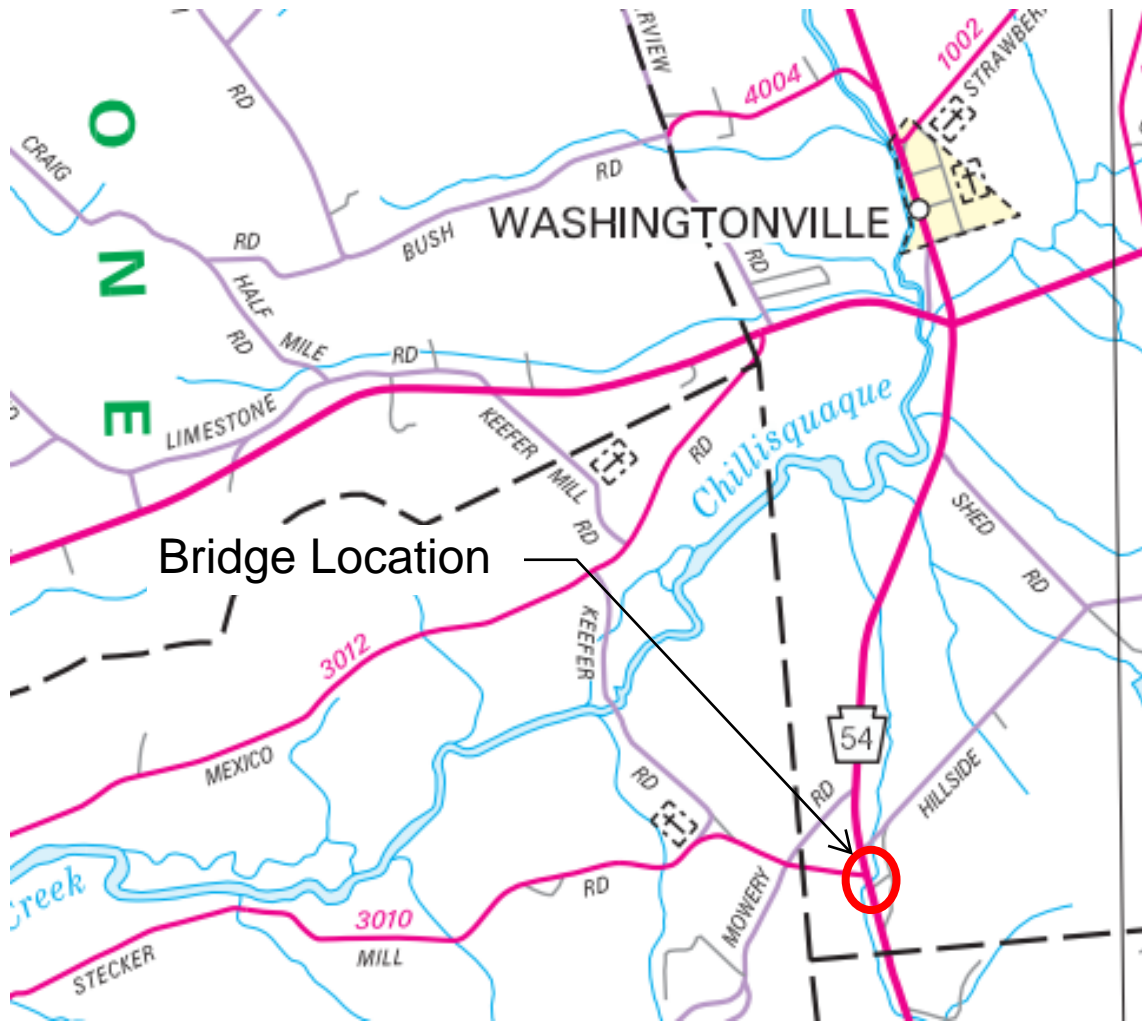 RVIEW
1002
STRAWBER
4004
RD
O
CRAIG
RD
WASHINGTONVILLE
RD
BUSH
RD
N
HALF
RD
MILE
RD
E
LIMESTONE
KEEFER
MILL
RD
RD
Chillisquaque
SHED
RD
Bridge Location
KEEFER
3012
MEXICO
RD
54
HILLSIDE
RD
Creek
RD
MOWERY
3010
MILL
STECKER